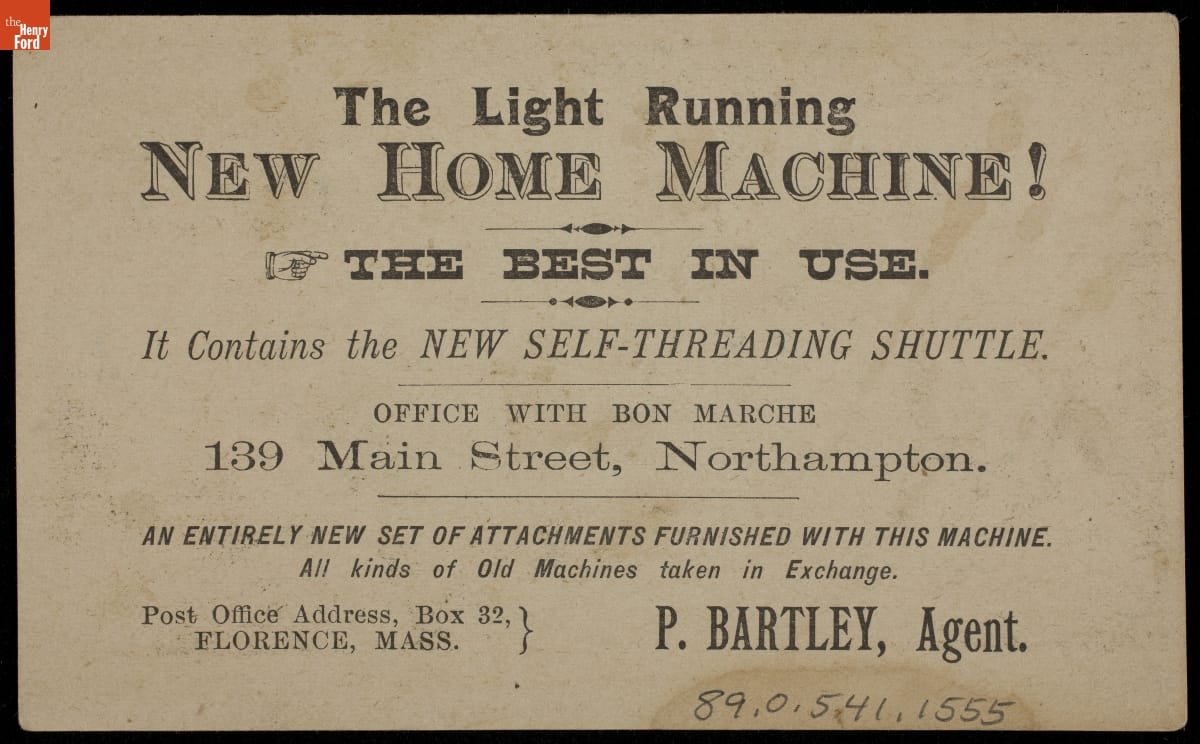 the
Henry
Ford
The Light Running
NEW HOME MACHINE!
THE BEST IN USE.
It Contains the NEW SELF-THREADING SHUTTLE.
OFFICE WITH BON MARCHE
139 Main Street, Northampton.
AN ENTIRELY NEW SET OF ATTACHMENTS FURNISHED WITH THIS MACHINE.
All kinds of Old Machines taken in Exchange.
Post Office Address, Box 32,
FLORENCE, MASS.
P. BARTLEY, Agent.
89.0.541.1555